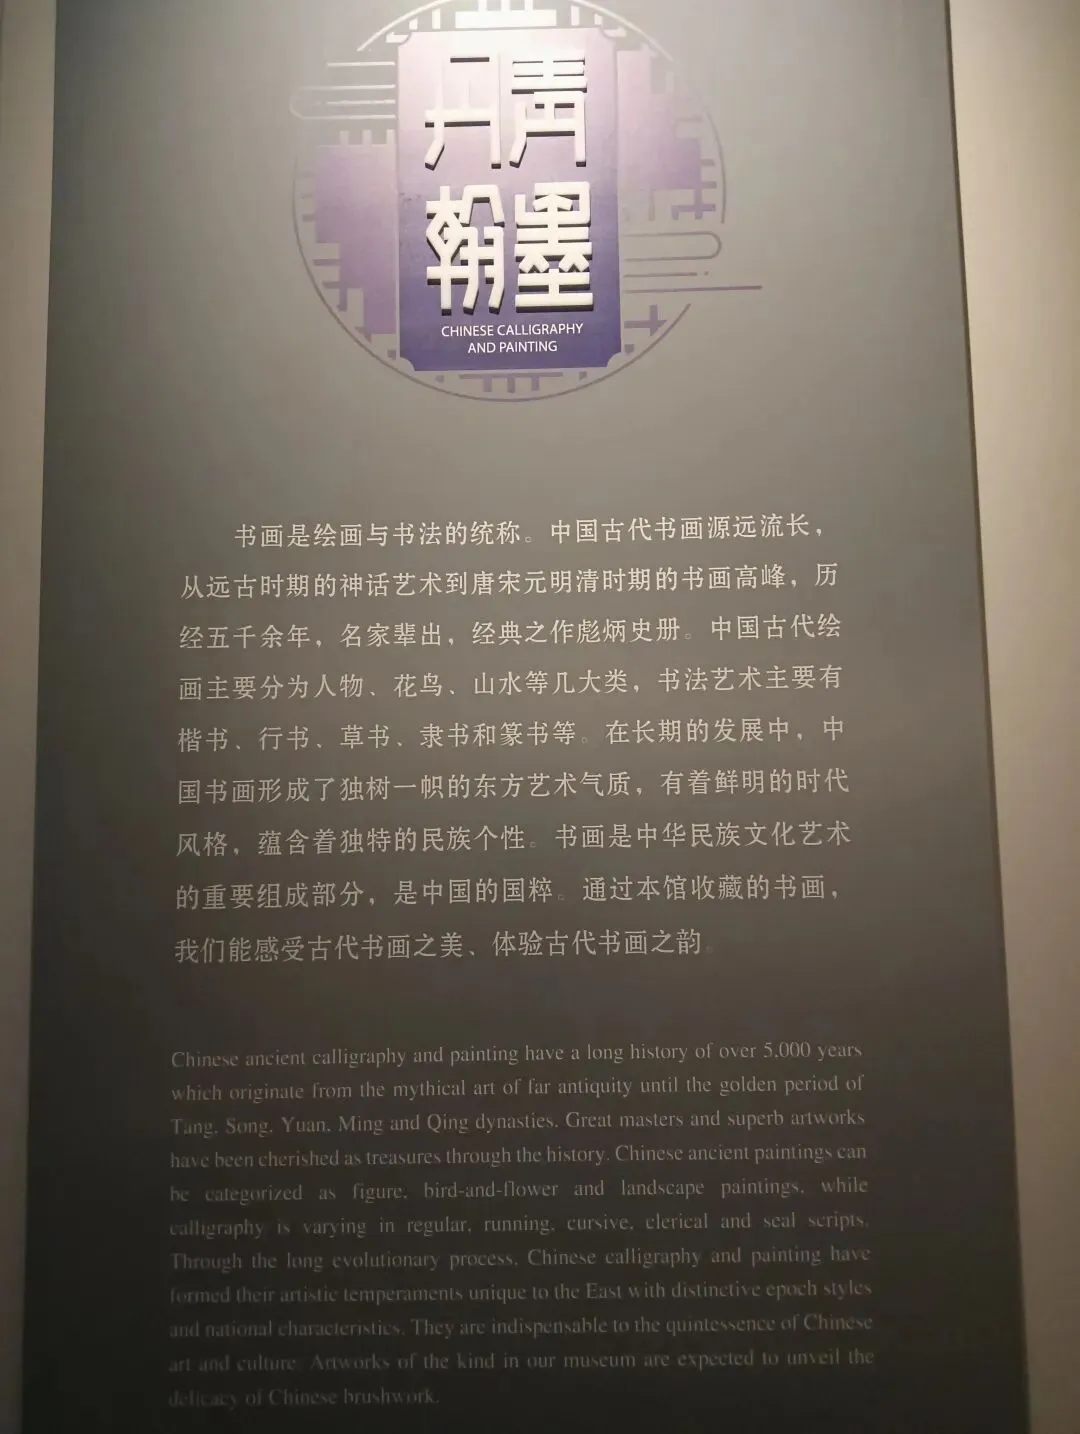 丹青
翰墨
CHINESE CALLIGRAPHY
AND PAINTING
书画是绘画与书法的统称。中国古代书画源远流长，
从远古时期的神话艺术到唐宋元明清时期的书画高峰，历
经五千余年，名家辈出，经典之作彪炳史册。中国古代绘
画主要分为人物、花鸟、山水等几大类，书法艺术主要有
楷书、行书、草书、隶书和篆书等。在长期的发展中，中
国书画形成了独树一帜的东方艺术气质，有着鲜明的时代
风格，蕴含着独特的民族个性。书画是中华民族文化艺术
的重要组成部分，是中国的国粹。通过本馆收藏的书画，
我们能感受古代书画之美、体验古代书画之韵。
Chinese ancient calligraphy and painting have a long history of over 5,000 years
which originate from the mythical art of far antiquity until the golden period of
Tang, Song, Yuan, Ming and Qing dynasties. Great masters and superb artworks
have been cherished as treasures through the history. Chinese ancient paintings can
be categorized as figure, bird-and-flower and landscape paintings, while
calligraphy is varying in regular, running, cursive, clerical and seal scripts.
Through the long evolutionary process, Chinese calligraphy and painting have
formed their artistic temperaments unique to the East with distinctive epoch styles
and national characteristics. They are indispensable to the quintessence of Chinese
art and culture. Artworks of the kind in our museum are expected to unveil the
delicacy of Chinese brushwork.